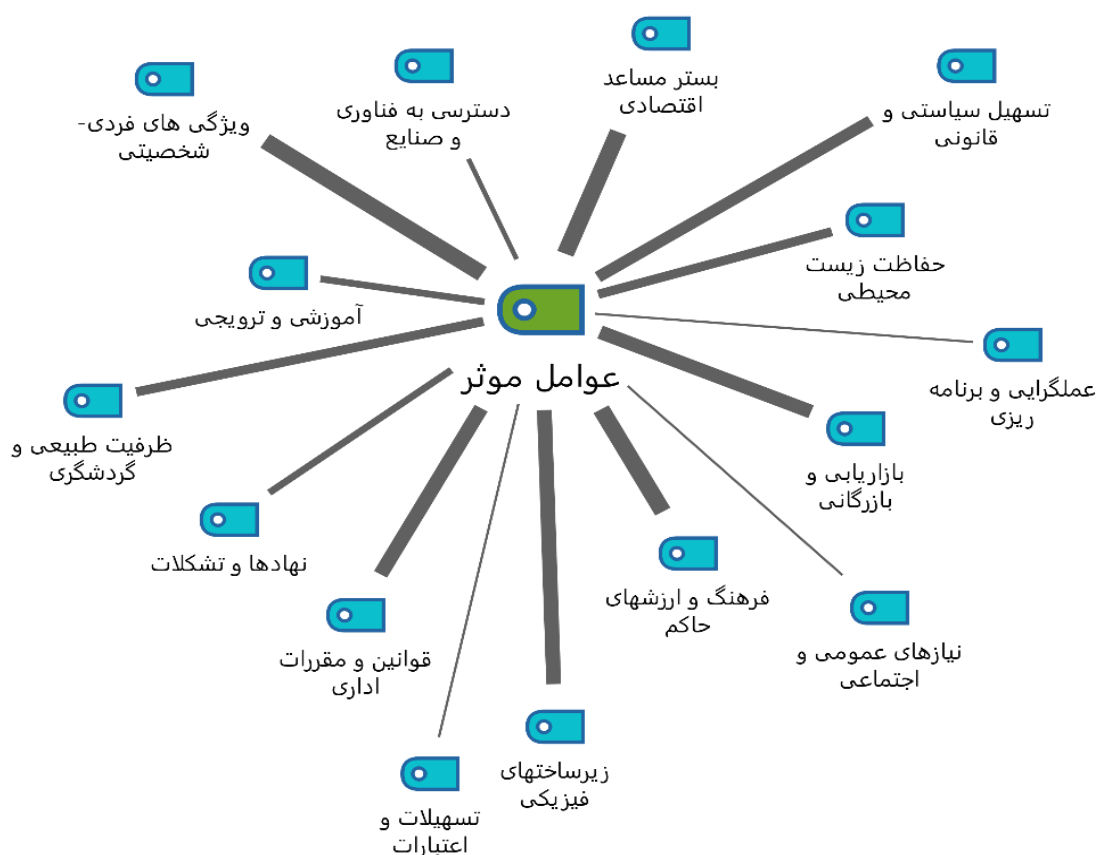 بستر مساعد
اقتصادی
دسترسی به فناوری
و صنایع
ویژگی های فردی-
شخصیتی
تسهیل سیاستی و
قانونی
حفاظت زیست
محیطی
آموزشی و ترویجی
عملگرایی و برنامه
ریزی
عوامل موثر
ظرفیت طبیعی و
گردشگری
بازاریابی و
بازرگانی
نهادها و تشکلات
فرهنگ و ارزشهای
حاکم
نیازهای عمومی و
اجتماعی
قوانین و مقررات
اداری
زیرساختهای
فیزیکی
تسهیلات و
اعتبارات